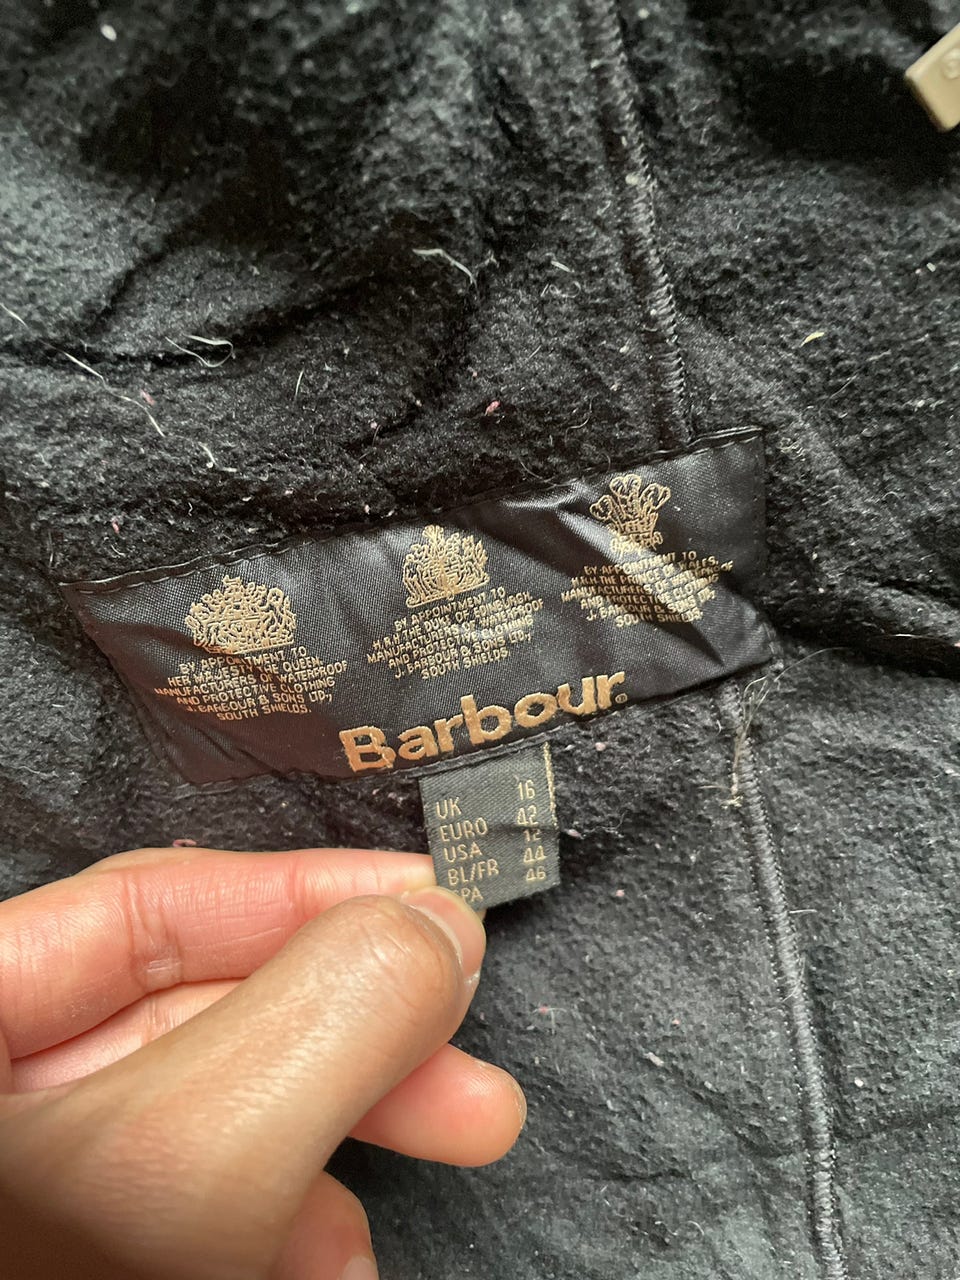 BY APPOINTMENT TO
HER MAJESTY THE QUEEN,
MANUFACTURERS OF WATERPROOF
AND PROTECTIVE CLOTHING
J. BARBOUR & SONS LTD,
SOUTH SHIELDS.
BY APPOINTMENT TO
H.R.H. THE DUKE OF EDINBURGH,
MANUFACTURERS OF WATERPROOF
AND PROTECTIVE CLOTHING
J. BARBOUR & SONS LTD,
SOUTH SHIELDS
BY APPOINTMENT TO
H.R.H. THE PRINCE OF WALES,
MANUFACTURERS OF
AND PROTECTIVE CLOTHING
J. BARBOUR & SONS
SOUTH SHIELDS
Barbour®
UK 16
EURO 42
USA 12
BL/FR 44
SPA 46